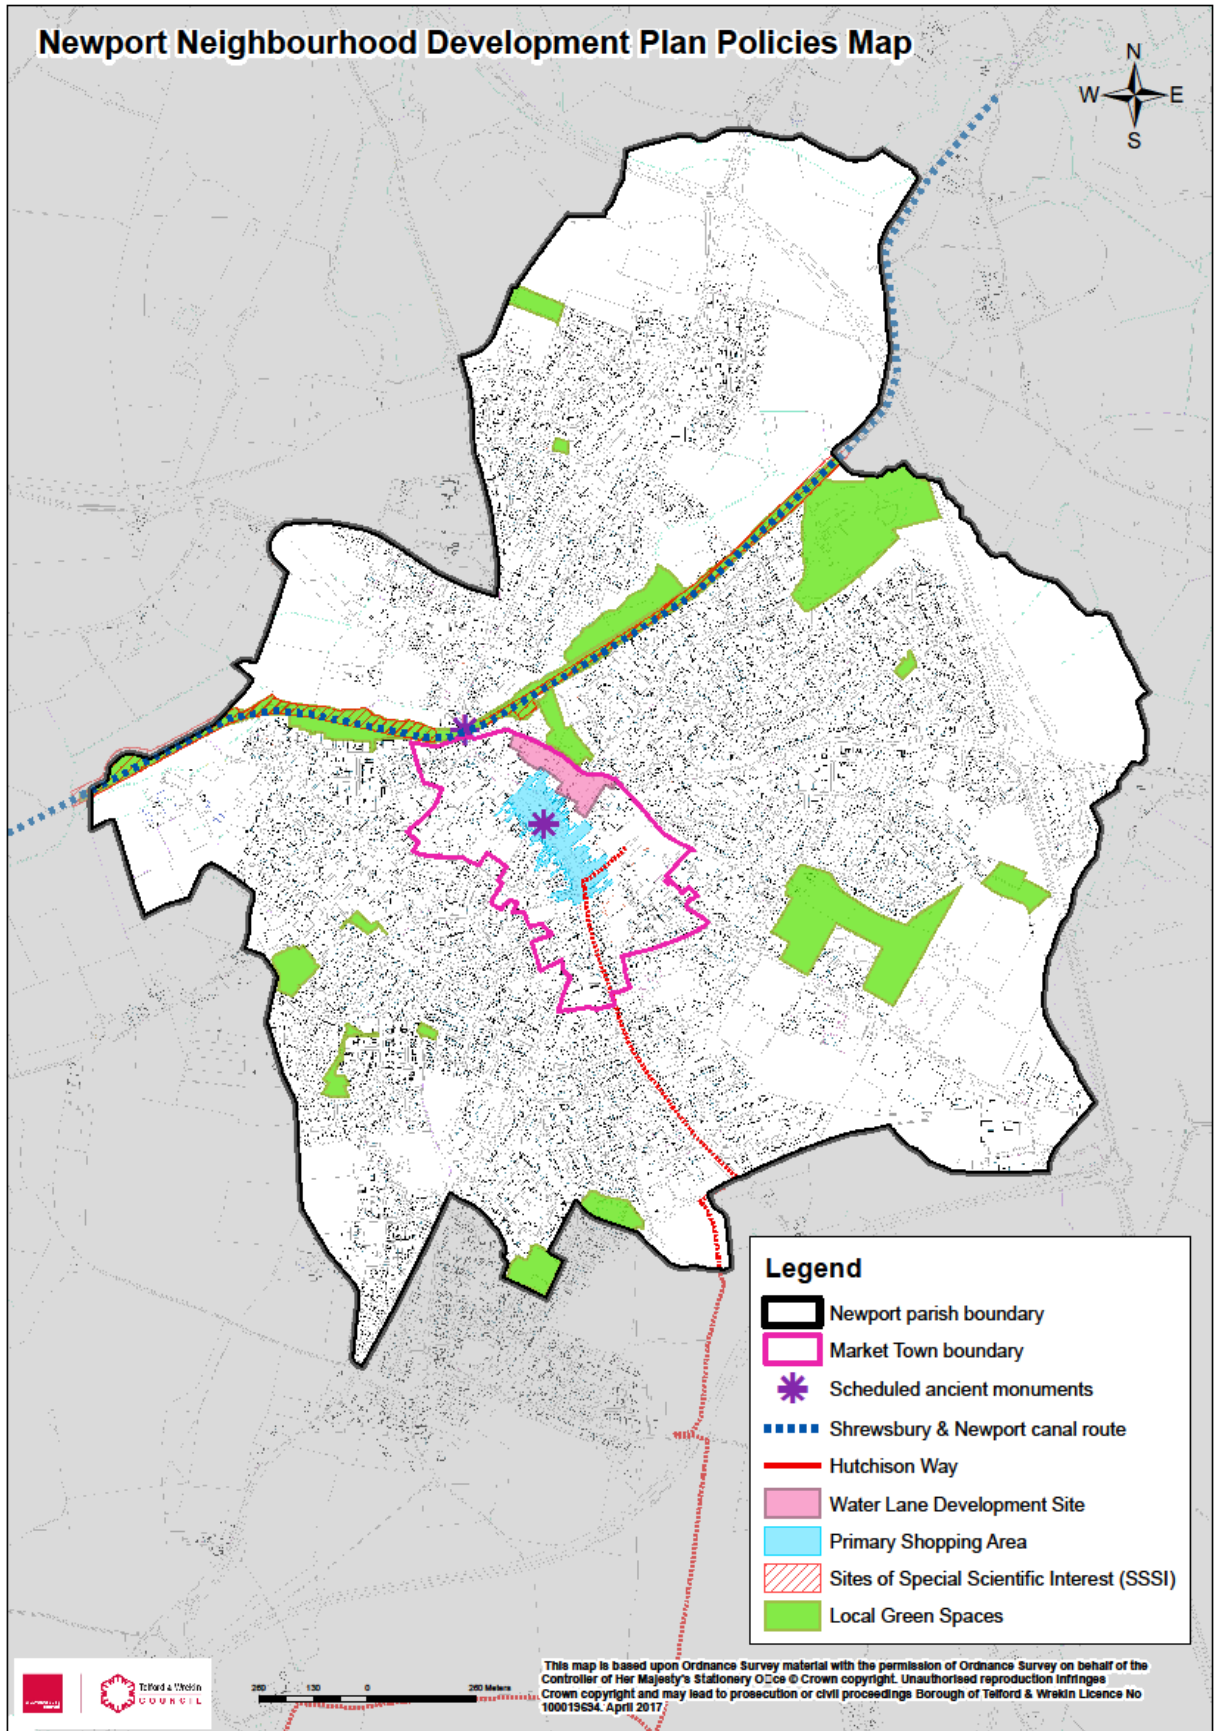 Newport Neighbourhood Development Plan Policies Map
N
W E
S
Legend
Newport parish boundary
Market Town boundary
Scheduled ancient monuments
Shrewsbury & Newport canal route
Hutchison Way
Water Lane Development Site
Primary Shopping Area
Sites of Special Scientific Interest (SSSI)
Local Green Spaces
Telford & Wrekin
COUNCIL
260 130 0 260 Meters
This map is based upon Ordnance Survey material with the permission of Ordnance Survey on behalf of the
Controller of Her Majesty's Stationery O□ce © Crown copyright. Unauthorised reproduction infringes
Crown copyright and may lead to prosecution or civil proceedings Borough of Telford & Wrekin Licence No
100019694. April 2017